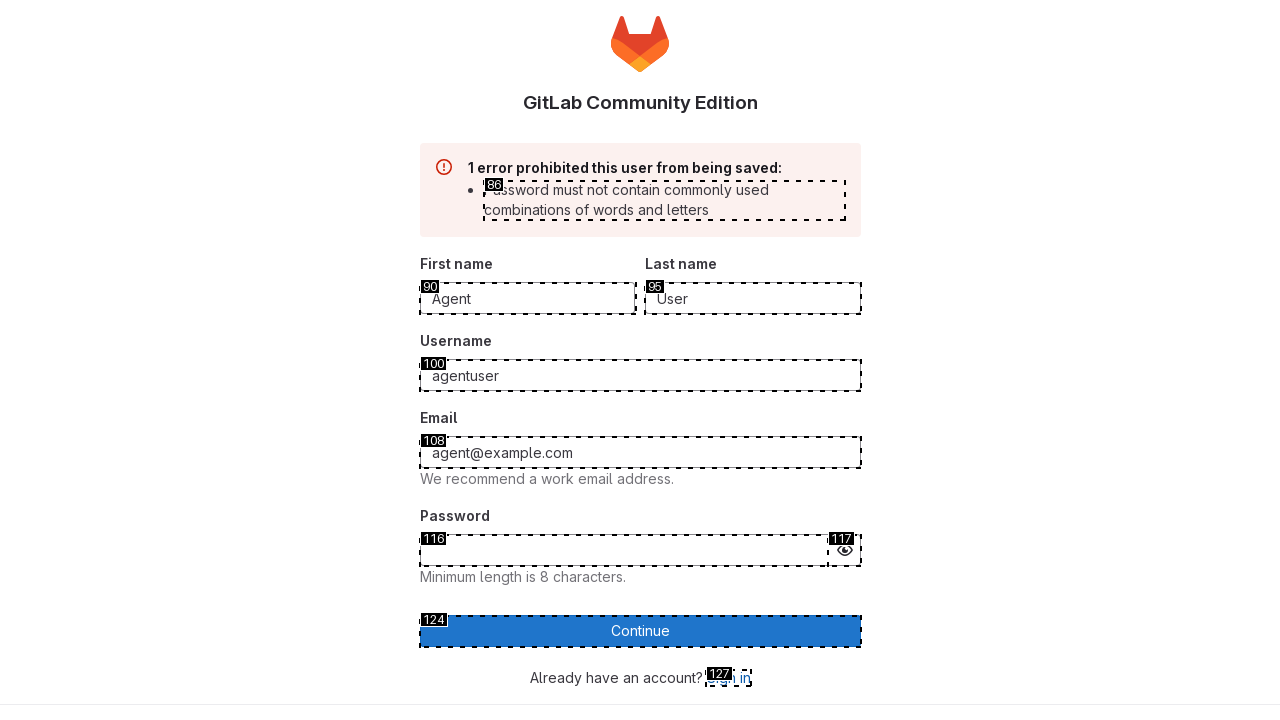 GitLab Community Edition
1 error prohibited this user from being saved:
86
Password must not contain commonly used
combinations of words and letters
First name
Last name
90
Agent
95
User
Username
100
agentuser
Email
108
agent@example.com
We recommend a work email address.
Password
116
117
Minimum length is 8 characters.
124
Continue
Already have an account? Sign in
127